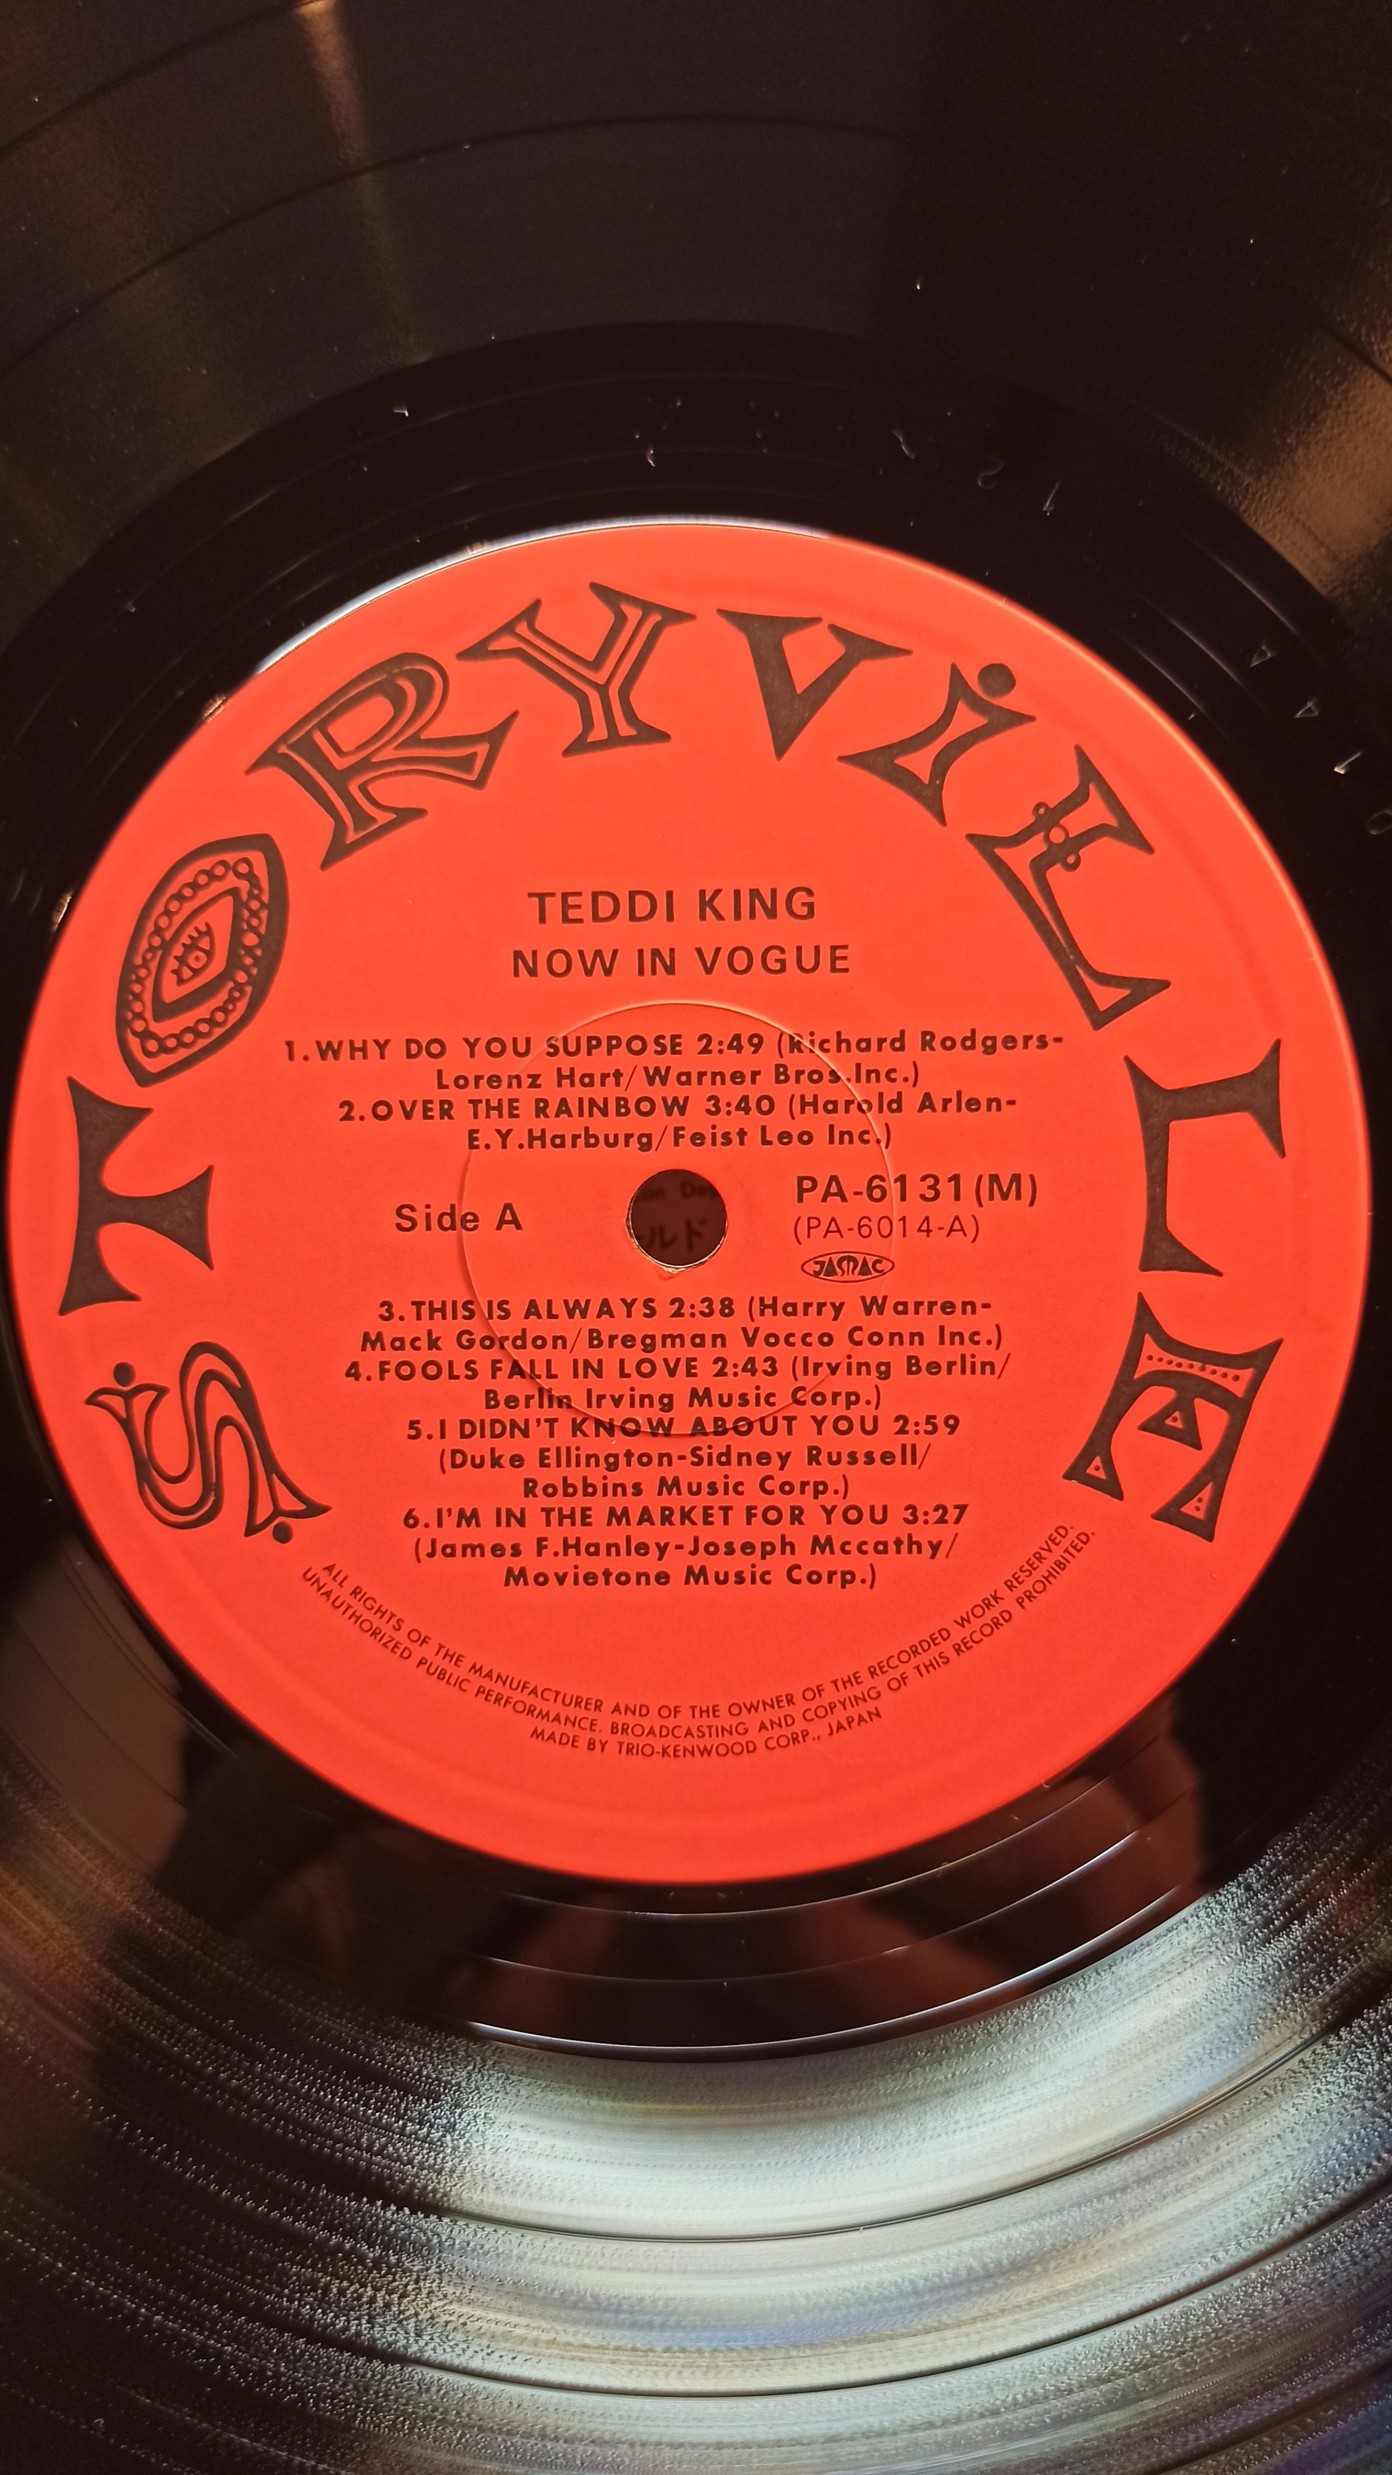 STORYViLLE
TEDDI KING
NOW IN VOGUE
1.WHY DO YOU SUPPOSE 2:49 (Richard Rodgers-
Lorenz Hart/Warner Bros.Inc.)
2.OVER THE RAINBOW 3:40 (Harold Arlen-
E.Y.Harburg/Feist Leo Inc.)
Side A
PA-6131(M)
(PA-6014-A)
JASRAC
3.THIS IS ALWAYS 2:38 (Harry Warren-
Mack Gordon/Bregman Vocco Conn Inc.)
4.FOOLS FALL IN LOVE 2:43 (Irving Berlin/
Berlin Irving Music Corp.)
5.I DIDN'T KNOW ABOUT YOU 2:59
(Duke Ellington-Sidney Russell/
Robbins Music Corp.)
6.I'M IN THE MARKET FOR YOU 3:27
(James F.Hanley-Joseph Mccathy/
Movietone Music Corp.)
ALL RIGHTS OF THE MANUFACTURER AND OF THE OWNER OF THE RECORDED WORK RESERVED.
UNAUTHORIZED PUBLIC PERFORMANCE. BROADCASTING AND COPYING OF THIS RECORD PROHIBITED.
MADE BY TRIO-KENWOOD CORP., JAPAN